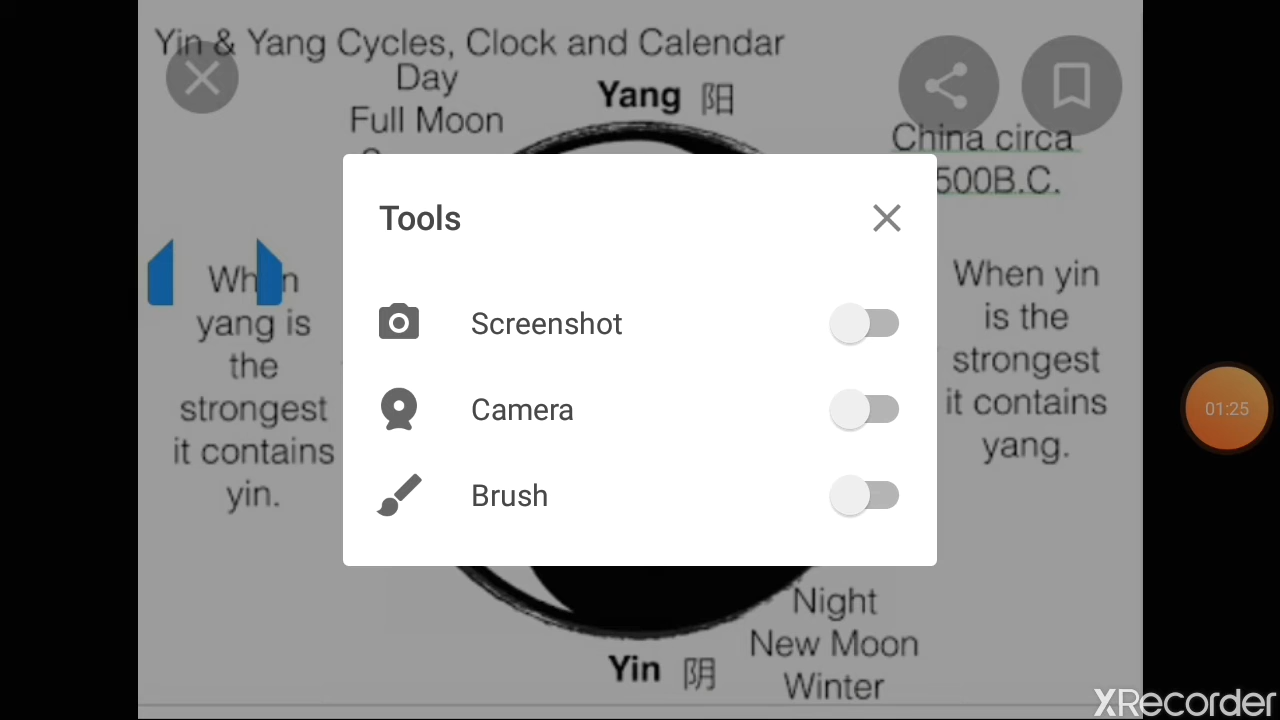 Yin & Yang Cycles, Clock and Calendar
Day
Full Moon
Yang 阳
China circa
500B.C.
Tools
Screenshot
Camera
Brush
When
yang is
the
strongest
it contains
yin.
When yin
is the
strongest
it contains
yang.
01:25
Night
New Moon
Winter
Yin 阴
XRecorder